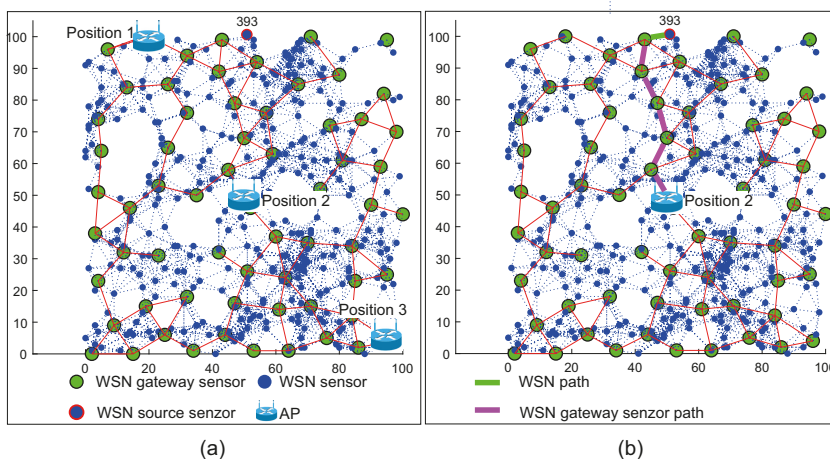 393
Position 1
100
90
80
70
60
50
40
30
20
10
0
Position 2
Position 3
0 20 40 60 80 100
WSN gateway sensor WSN sensor
WSN source senzor AP
(a)
393
100
90
80
70
60
50
40
30
20
10
0
Position 2
0 20 40 60 80 100
WSN path
WSN gateway senzor path
(b)